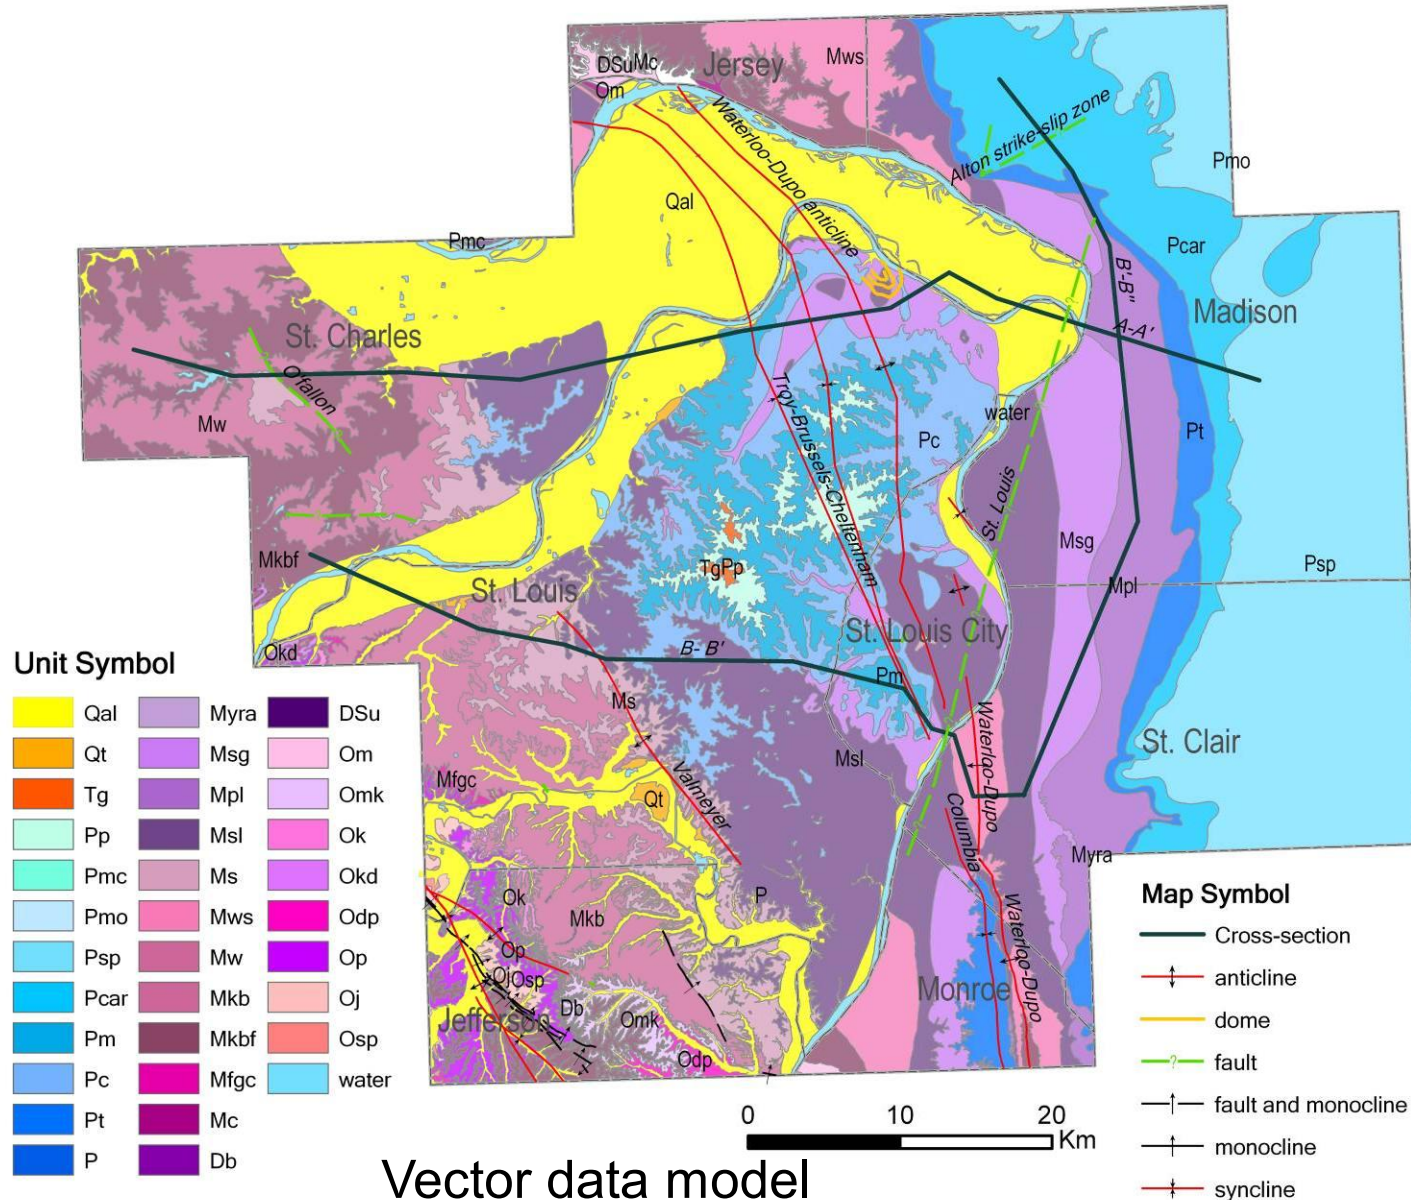 DSu
Mc
Jersey
Mws
Om
Waterloo-Dupo anticline
Alton strike-slip zone
Pmo
Qal
Pmc
Pcar
B'-B"
Madison
St. Charles
A-A'
O'fallon
Mw
Troy-Brussels-Cheltenham
water
Pc
Pt
St. Louis
Msg
Mkbf
TgPp
Psp
Mpl
St. Louis
St. Louis City
Okd
B- B'
Pm
Ms
Waterloo-Dupo
St. Clair
Msl
Mfgc
Valmeyer
Qt
Columbia
Myra
P
Ok
Mkb
Waterloo-Dupo
Op
OjOsp
Monroe
Db
Jefferson
Omk
Odp
Unit Symbol
Qal
Qt
Tg
Pp
Pmc
Pmo
Psp
Pcar
Pm
Pc
Pt
P
Myra
Msg
Mpl
Msl
Ms
Mws
Mw
Mkb
Mkbf
Mfgc
Mc
Db
DSu
Om
Omk
Ok
Okd
Odp
Op
Oj
Osp
water
Map Symbol
Cross-section
anticline
dome
?
fault
fault and monocline
monocline
syncline
0 10 20
Km
Vector data model